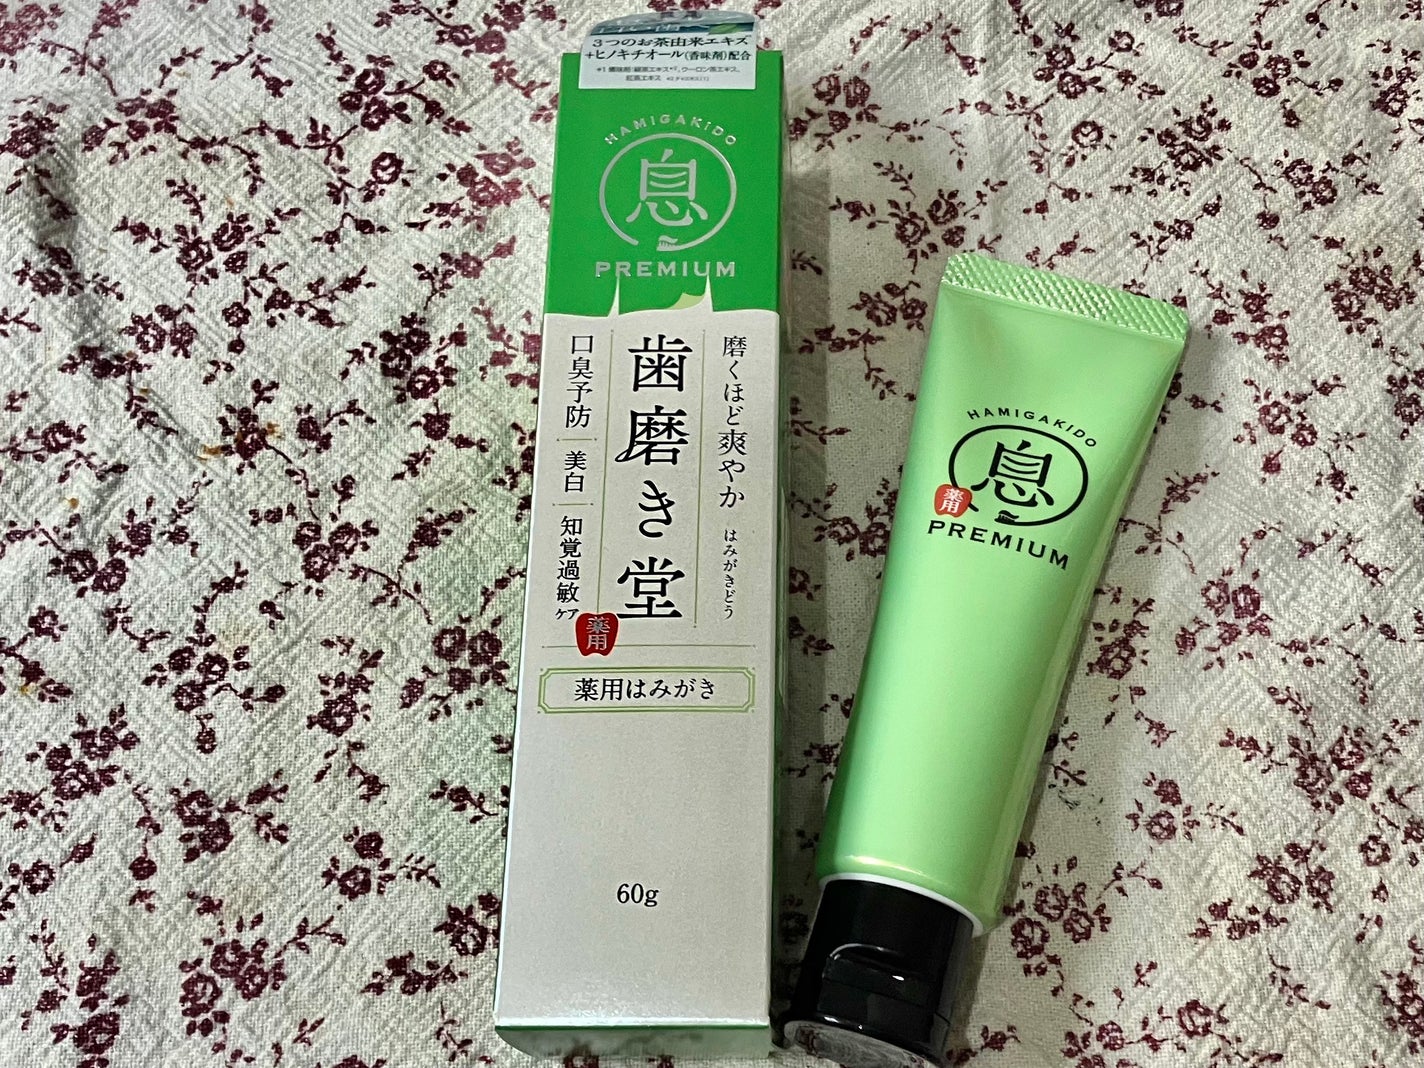 3つのお茶由来エキス
+ヒノキチオール(香味剤)配合
HAMIGAKIDO
息
PREMIUM
磨くほど爽やか
はみがきどう
歯磨き堂
口臭予防
美白
知覚過敏ケア
薬用
薬用はみがき
60g
HAMIGAKIDO
息
薬用
PREMIUM